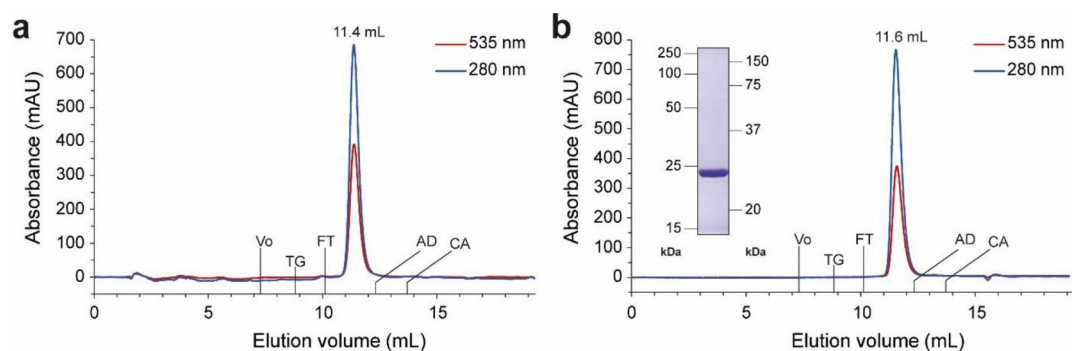 a
11.4 mL
700
600
500
400
300
200
100
0
Absorbance (mAU)
535 nm
280 nm
Vo
TG
FT
AD
CA
0
5
10
15
Elution volume (mL)
b
11.6 mL
800
700
600
500
400
300
200
100
0
Absorbance (mAU)
535 nm
280 nm
250
100
50
25
15
kDa
150
75
37
20
kDa
Vo
TG
FT
AD
CA
0
5
10
15
Elution volume (mL)